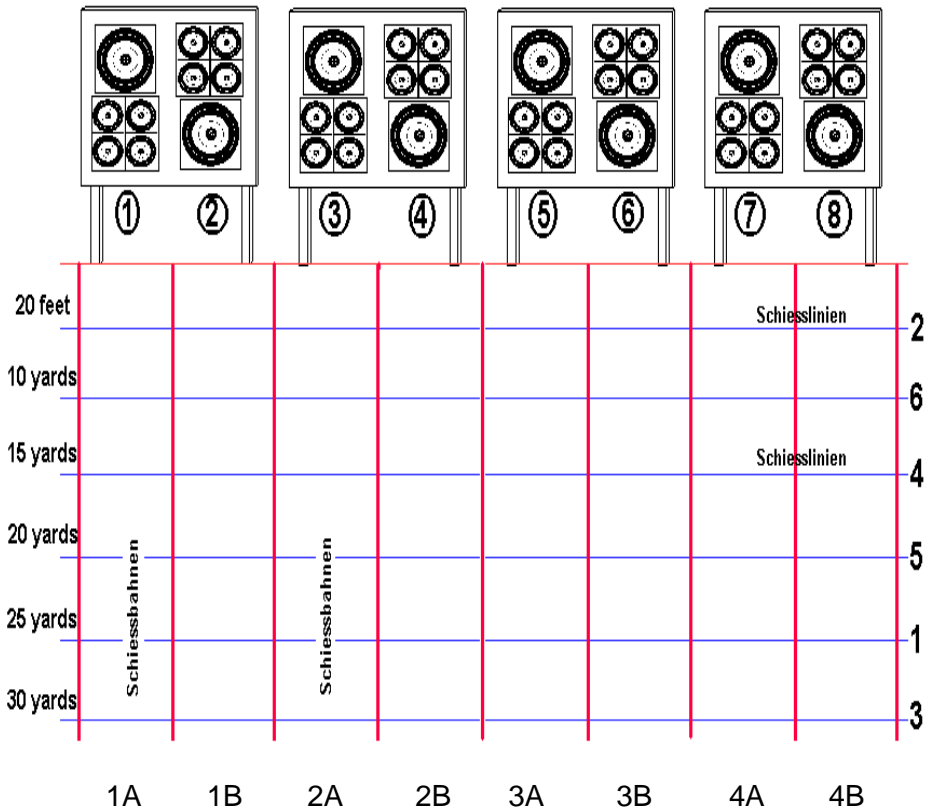 1 2 3 4 5 6 7 8
20 feet Schiesslinien 2
10 yards 6
15 yards Schiesslinien 4
20 yards 5
Schiessbahnen Schiessbahnen
25 yards 1
30 yards 3
1A 1B 2A 2B 3A 3B 4A 4B